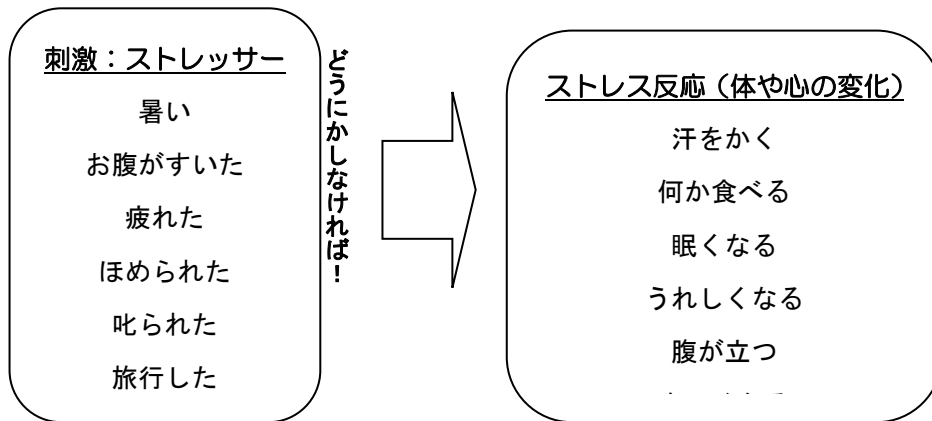 刺激：ストレッサー
暑い
お腹がすいた
疲れた
ほめられた
叱られた
旅行した
どうにかしなければ！
ストレス反応（体や心の変化）
汗をかく
何か食べる
眠くなる
うれしくなる
腹が立つ